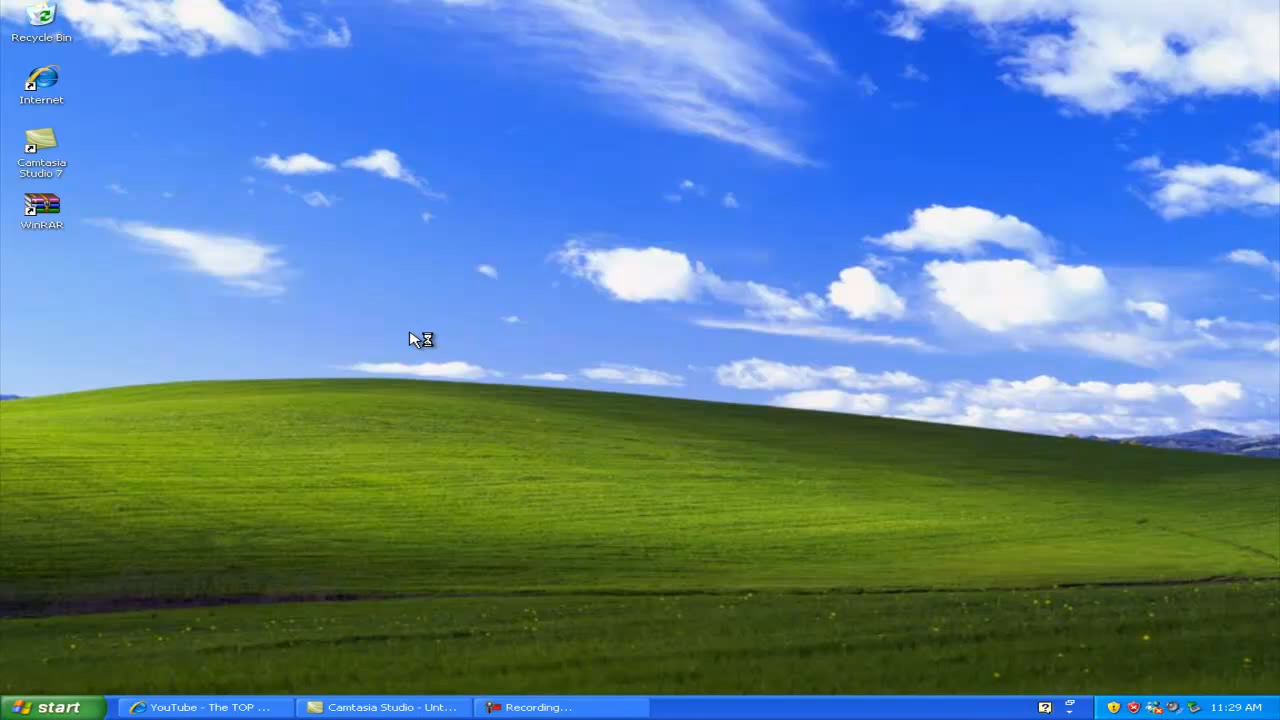 Recycle Bin
Internet
Camtasia
Studio 7
WinRAR
start
YouTube - The TOP ...
Camtasia Studio - Unt...
Recording...
11:29 AM